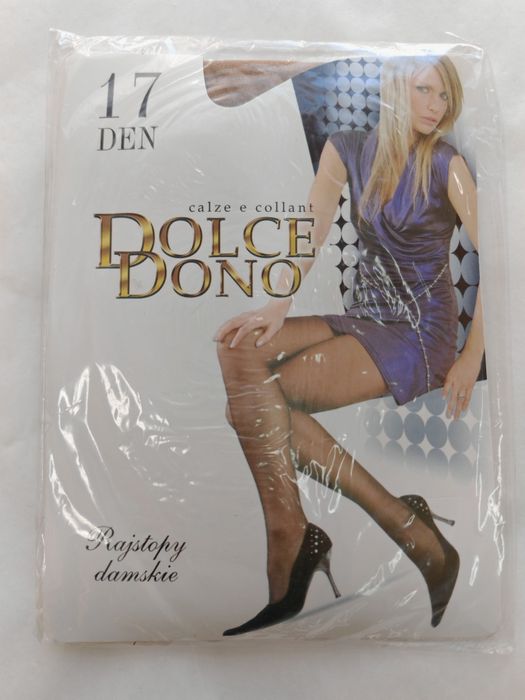 17
DEN
calze e collant
DOLCE
DONO
Rajstopy
damskie